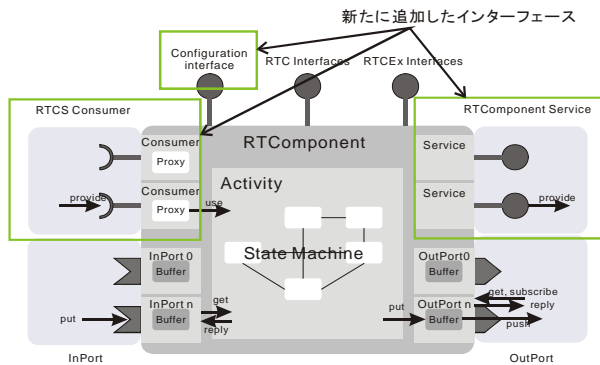 新たに追加したインターフェース
Configuration
interface
RTC Interfaces
RTCEx Interfaces
RTCS Consumer
RTComponent Service
Consumer
Proxy
RTComponent
Service
Consumer
Proxy
provide
use
Activity
Service
provide
State Machine
InPort 0
Buffer
OutPort0
Buffer
InPort n
Buffer
put
get
reply
put
OutPort n
Buffer
get, subscribe
reply
push
InPort
OutPort